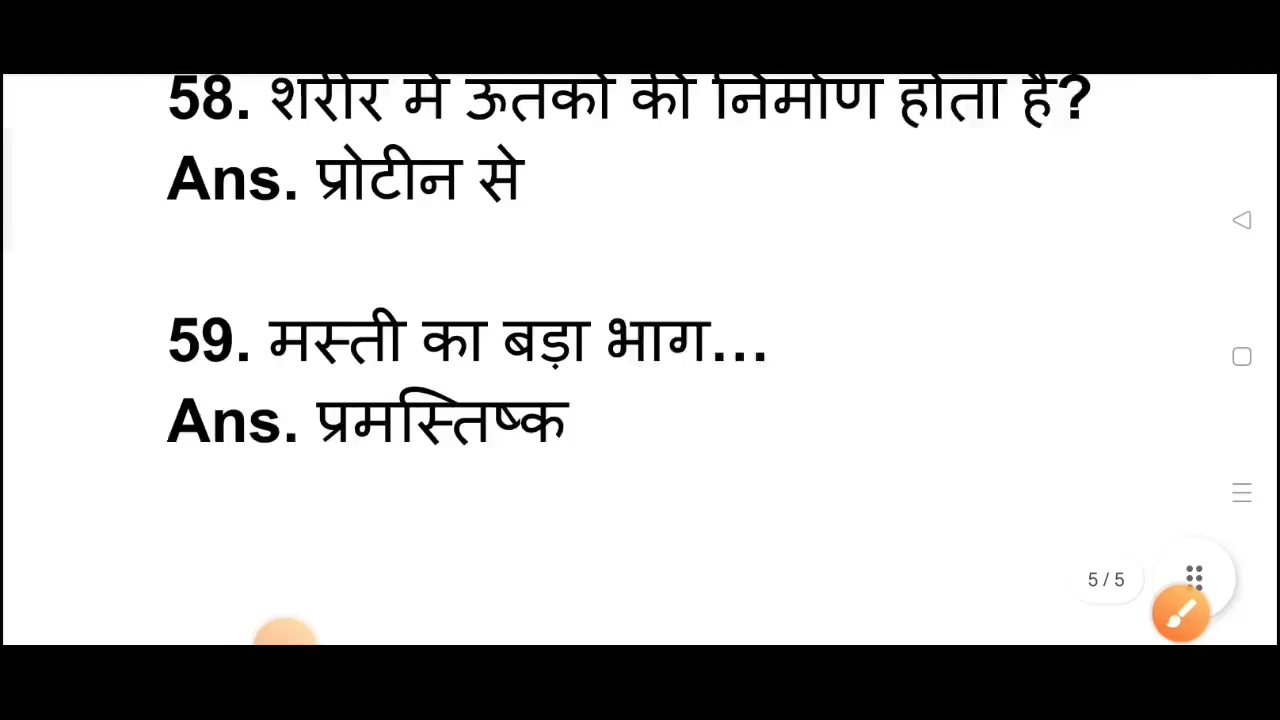 58. शरीर में ऊतकों की निर्माण होता है?
Ans. प्रोटीन से
59. मस्ती का बड़ा भाग...
Ans. प्रमस्तिष्क
5 / 5